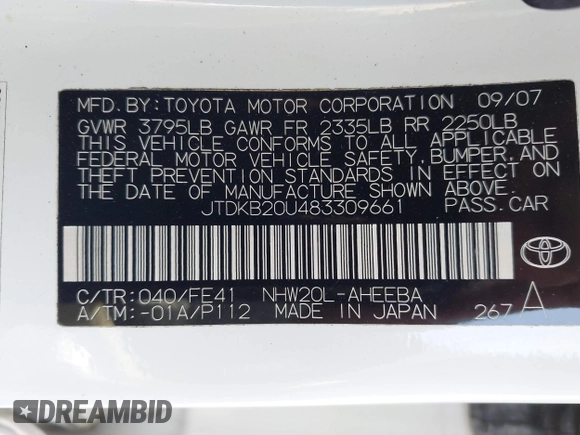 MFD.BY:TOYOTA MOTOR CORPORATION 09/07
GVWR 3795LB GAWR FR 2335LB RR 2250LB
THIS VEHICLE CONFORMS TO ALL APPLICABLE
FEDERAL MOTOR VEHICLE SAFETY,BUMPER,AND
THEFT PREVENTION STANDARDS IN EFFECT ON
THE DATE OF MANUFACTURE SHOWN ABOVE.
JTDKB20U483309661 PASS.CAR
C/TR:040/FE41 NHW20L-AHEEBA
A/TM:-01A/P112 MADE IN JAPAN 267 A
DREAMBID